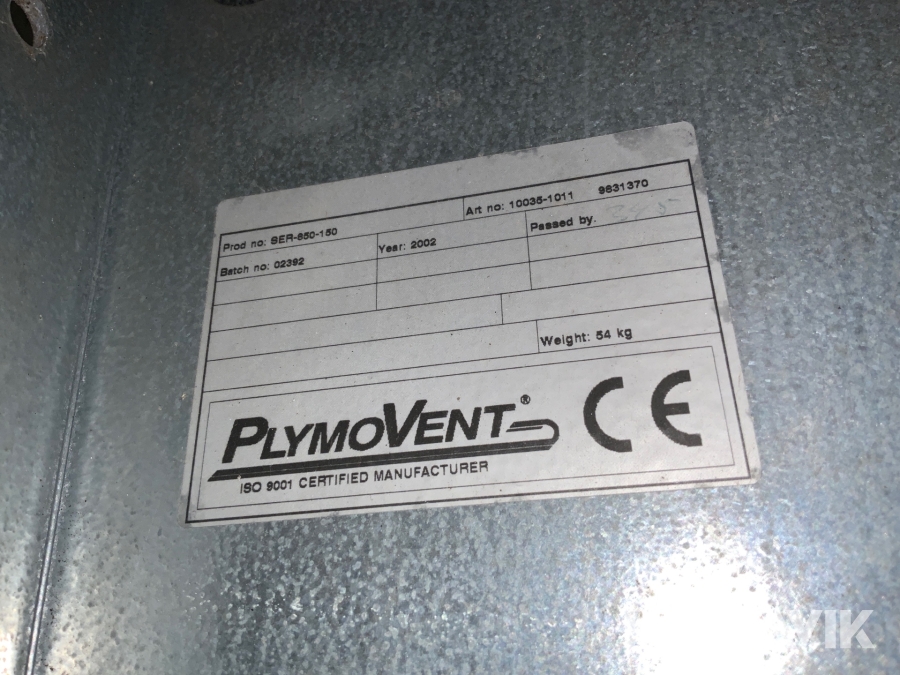 Prod no: SER-850-150
Art no: 10035-1011 9831370
Batch no: 02392
Year: 2002
Passed by.
Weight: 54 kg
PLYMOVENT®
CE
ISO 9001 CERTIFIED MANUFACTURER